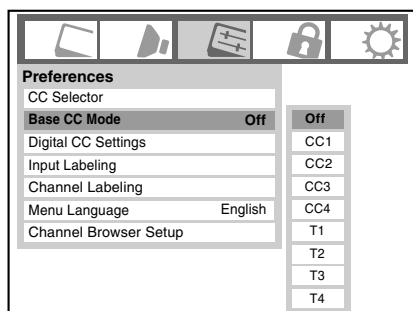 Preferences
CC Selector
Base CC Mode Off
Digital CC Settings
Input Labeling
Channel Labeling
Menu Language English
Channel Browser Setup
Off
CC1
CC2
CC3
CC4
T1
T2
T3
T4